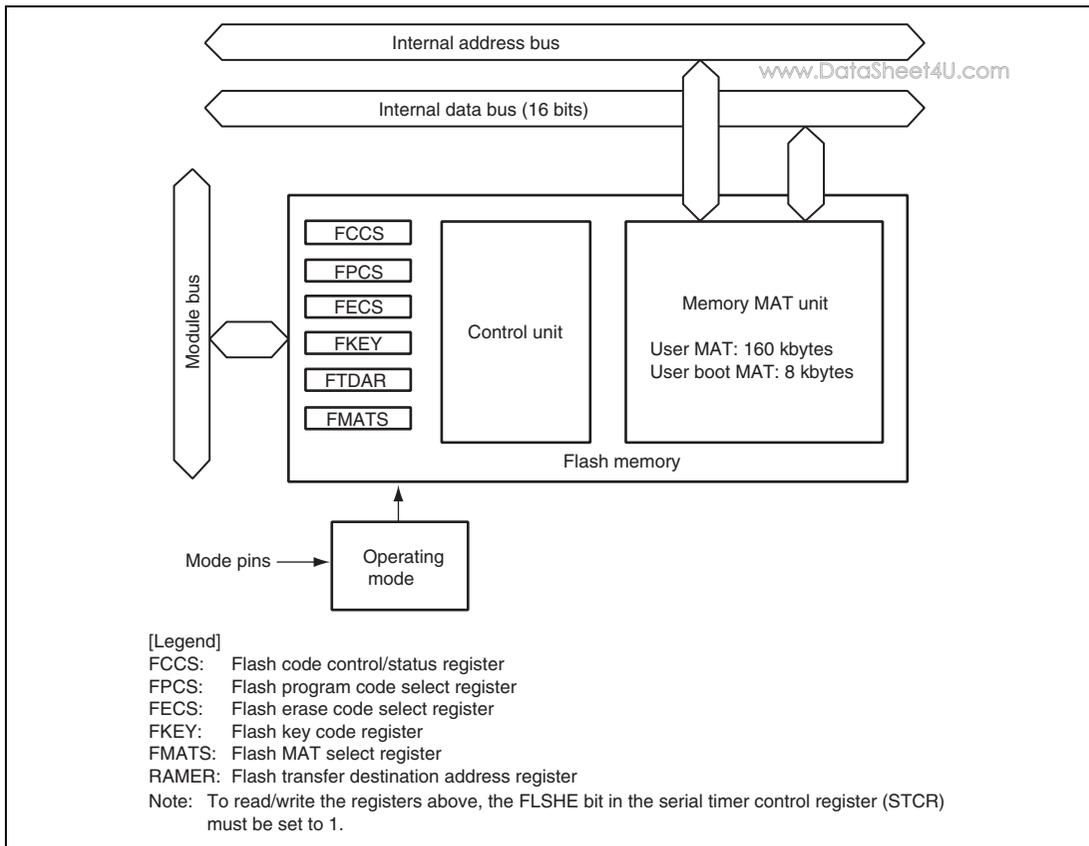 Internal address bus
www.DataSheet4U.com
Internal data bus (16 bits)
Module bus
FCCS
FPCS
FECS
FKEY
FTDAR
FMATS
Control unit
Memory MAT unit
User MAT: 160 kbytes
User boot MAT: 8 kbytes
Flash memory
Mode pins
Operating
mode
[Legend]
FCCS: Flash code control/status register
FPCS: Flash program code select register
FECS: Flash erase code select register
FKEY: Flash key code register
FMATS: Flash MAT select register
RAMER: Flash transfer destination address register
Note: To read/write the registers above, the FLSHE bit in the serial timer control register (STCR)
must be set to 1.